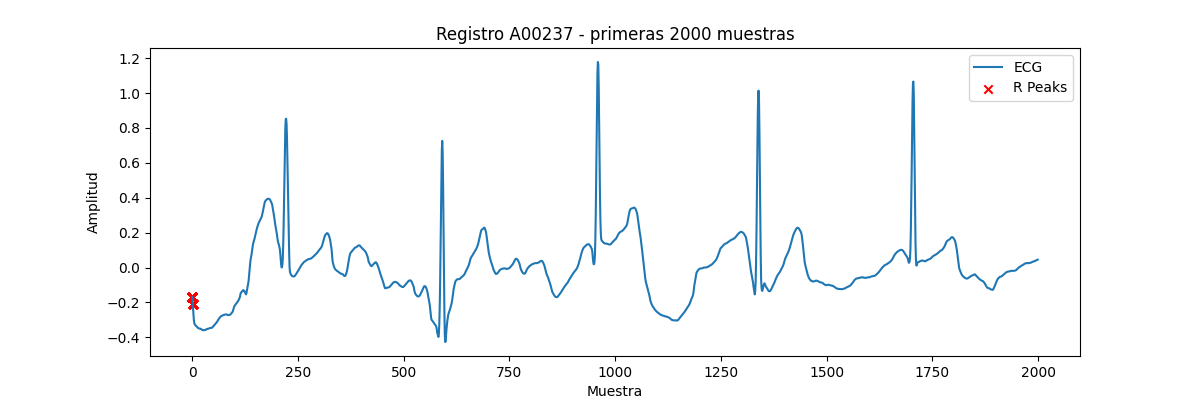 Registro A00237 - primeras 2000 muestras
ECG
R Peaks
1.2
1.0
0.8
0.6
0.4
0.2
0.0
−0.2
−0.4
Amplitud
0 250 500 750 1000 1250 1500 1750 2000
Muestra